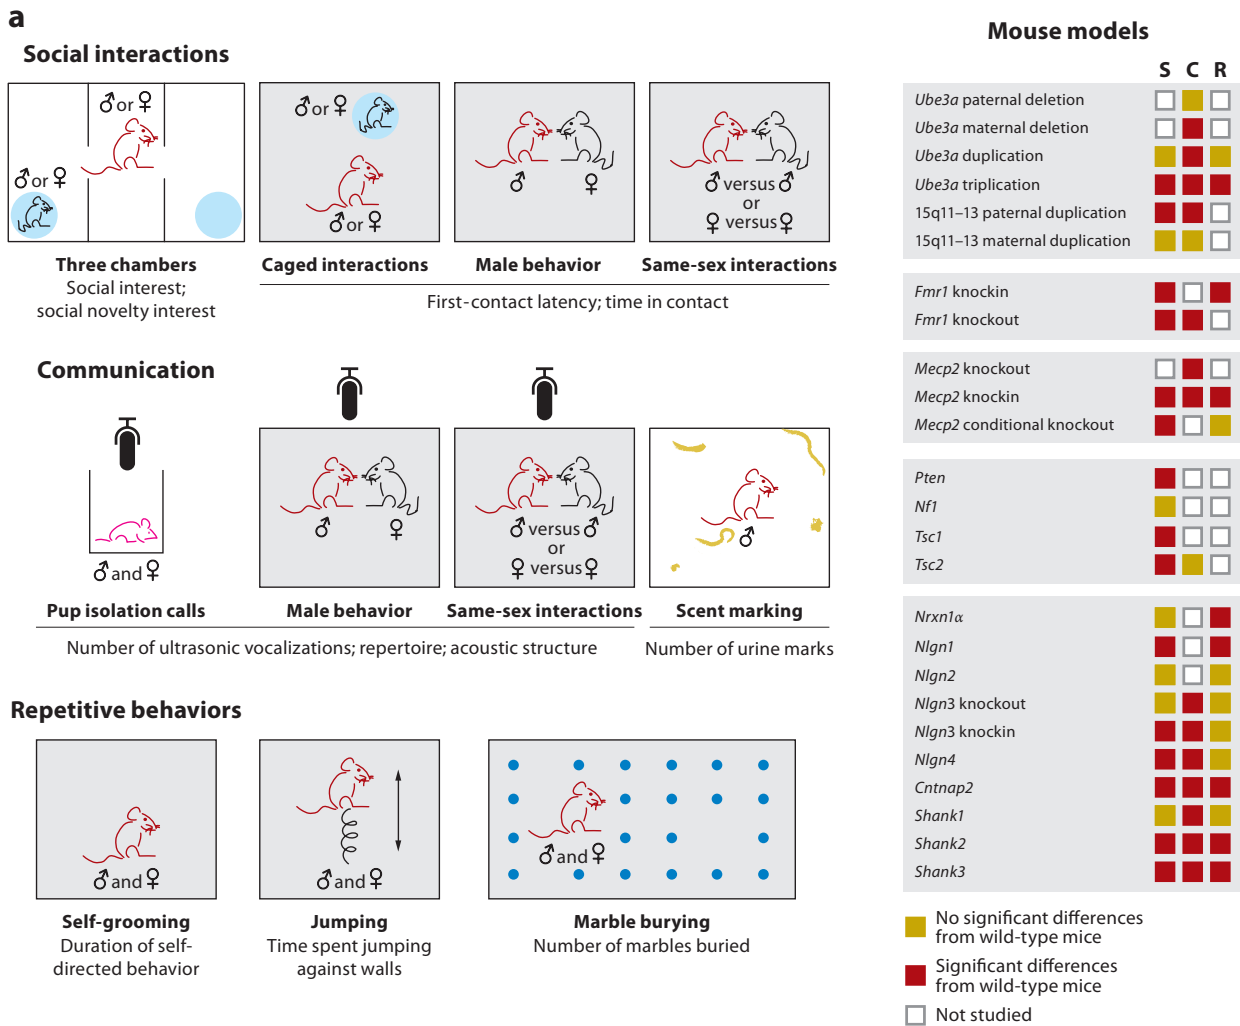 a
Social interactions
♂ or ♀
♂ or ♀
Three chambers
Social interest;
social novelty interest
♂ or ♀
♂ or ♀
Caged interactions
♂
♀
Male behavior
♂ versus ♂
or
♀ versus ♀
Same-sex interactions
First-contact latency; time in contact
Communication
♂ and ♀
Pup isolation calls
♂
♀
Male behavior
♂ versus ♂
or
♀ versus ♀
Same-sex interactions
Number of ultrasonic vocalizations; repertoire; acoustic structure
♂
Scent marking
Number of urine marks
Repetitive behaviors
♂ and ♀
Self-grooming
Duration of self-
directed behavior
♂ and ♀
Jumping
Time spent jumping
against walls
♂ and ♀
Marble burying
Number of marbles buried
Mouse models
S C R
Ube3a paternal deletion
Ube3a maternal deletion
Ube3a duplication
Ube3a triplication
15q11–13 paternal duplication
15q11–13 maternal duplication
Fmr1 knockin
Fmr1 knockout
Mecp2 knockout
Mecp2 knockin
Mecp2 conditional knockout
Pten
Nf1
Tsc1
Tsc2
Nrxn1α
Nlgn1
Nlgn2
Nlgn3 knockout
Nlgn3 knockin
Nlgn4
Cntnap2
Shank1
Shank2
Shank3
No significant differences
from wild-type mice
Significant differences
from wild-type mice
Not studied